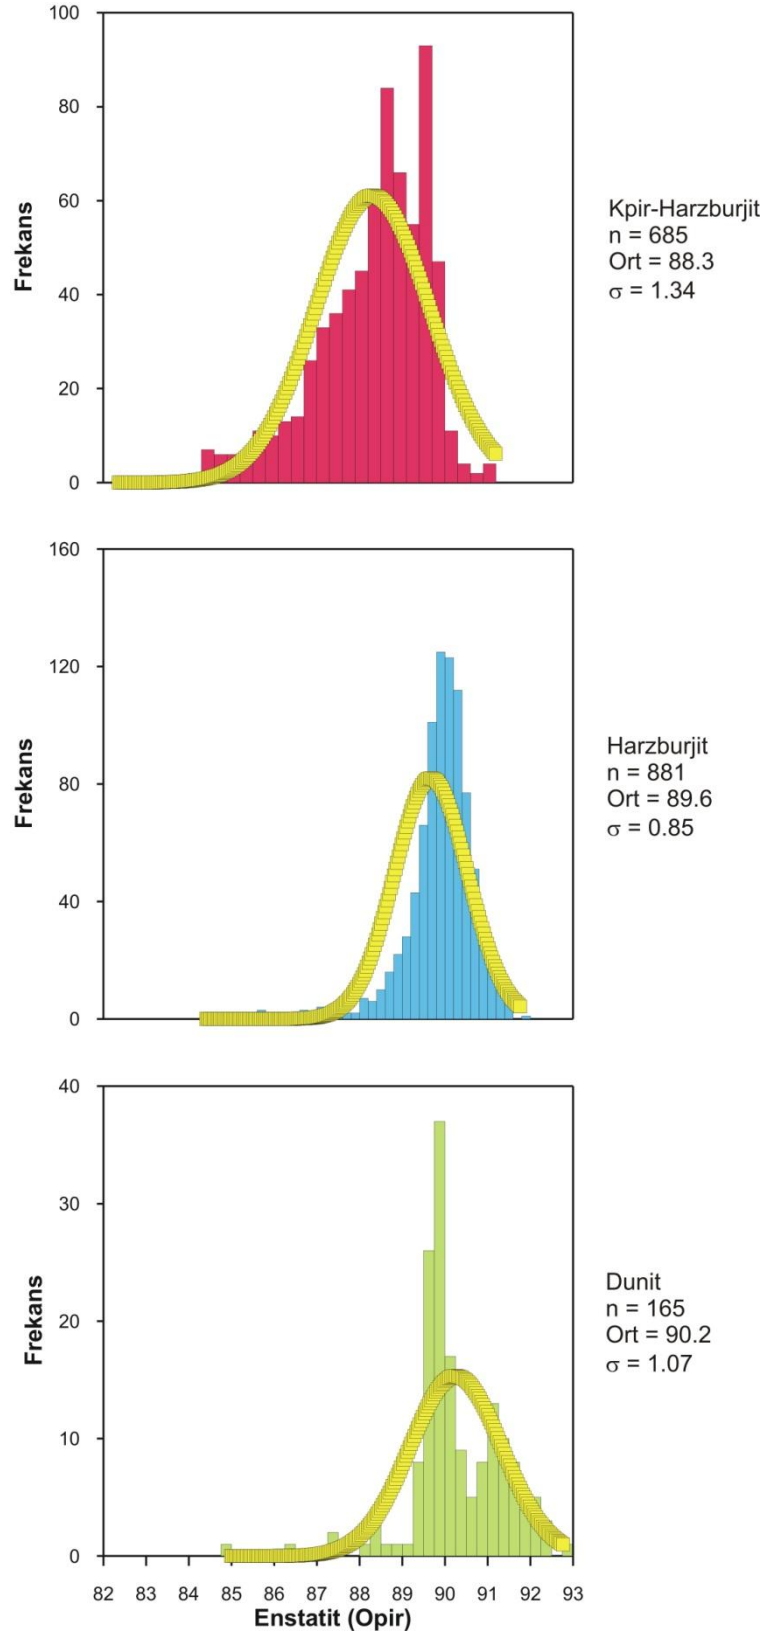 100
80
60
40
20
0
Frekans
Kpir-Harzburjit
n = 685
Ort = 88.3
σ = 1.34
160
120
80
40
0
Frekans
Harzburjit
n = 881
Ort = 89.6
σ = 0.85
40
30
20
10
0
Frekans
Dunit
n = 165
Ort = 90.2
σ = 1.07
82 83 84 85 86 87 88 89 90 91 92 93
Enstatit (Opir)